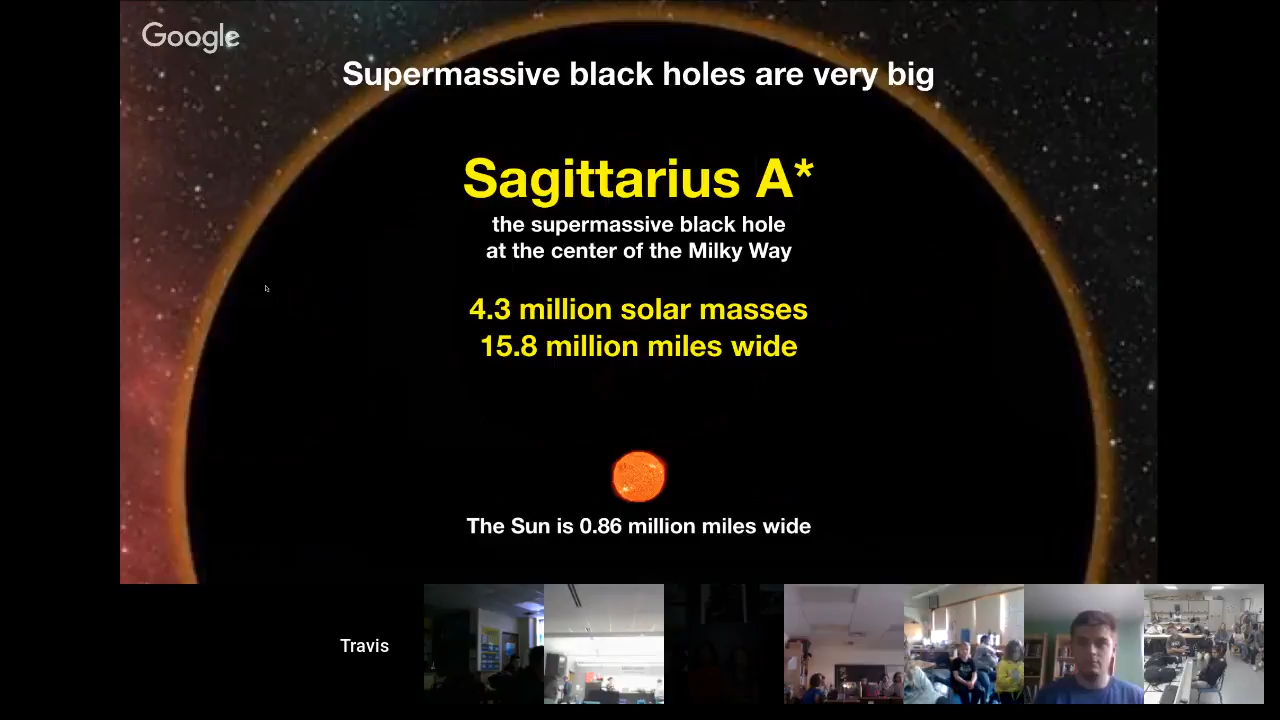 Google
Supermassive black holes are very big
Sagittarius A*
the supermassive black hole
at the center of the Milky Way
4.3 million solar masses
15.8 million miles wide
The Sun is 0.86 million miles wide
Travis